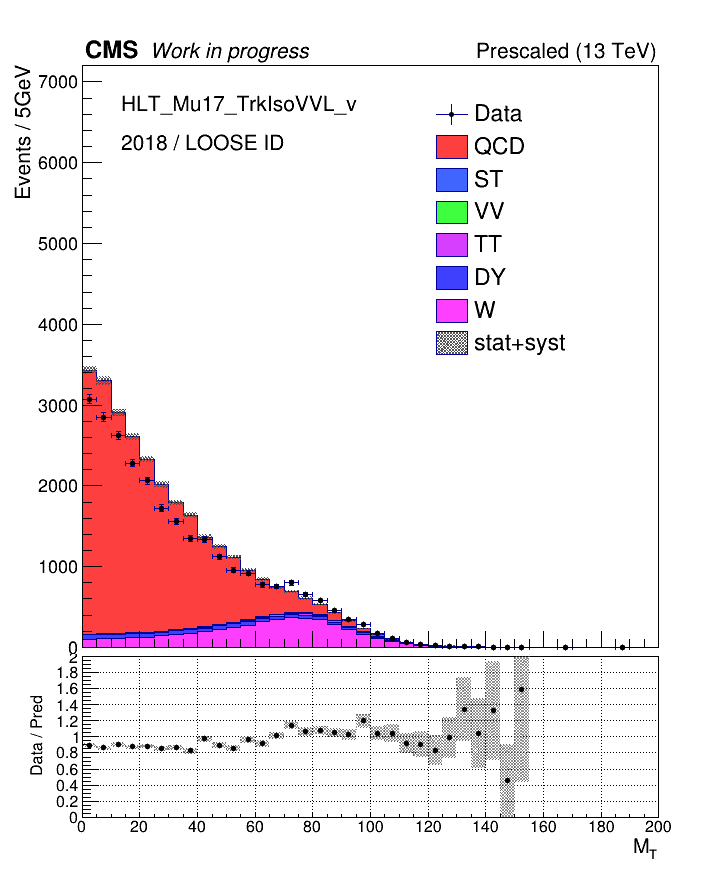 CMS Work in progress Prescaled (13 TeV)
Events / 5GeV
7000
6000
5000
4000
3000
2000
1000
0
HLT_Mu17_TrkIsoVVL_v
2018 / LOOSE ID
Data
QCD
ST
VV
TT
DY
W
stat+syst
Data / Pred
2
1.8
1.6
1.4
1.2
1
0.8
0.6
0.4
0.2
0
0 20 40 60 80 100 120 140 160 180 200
M_T